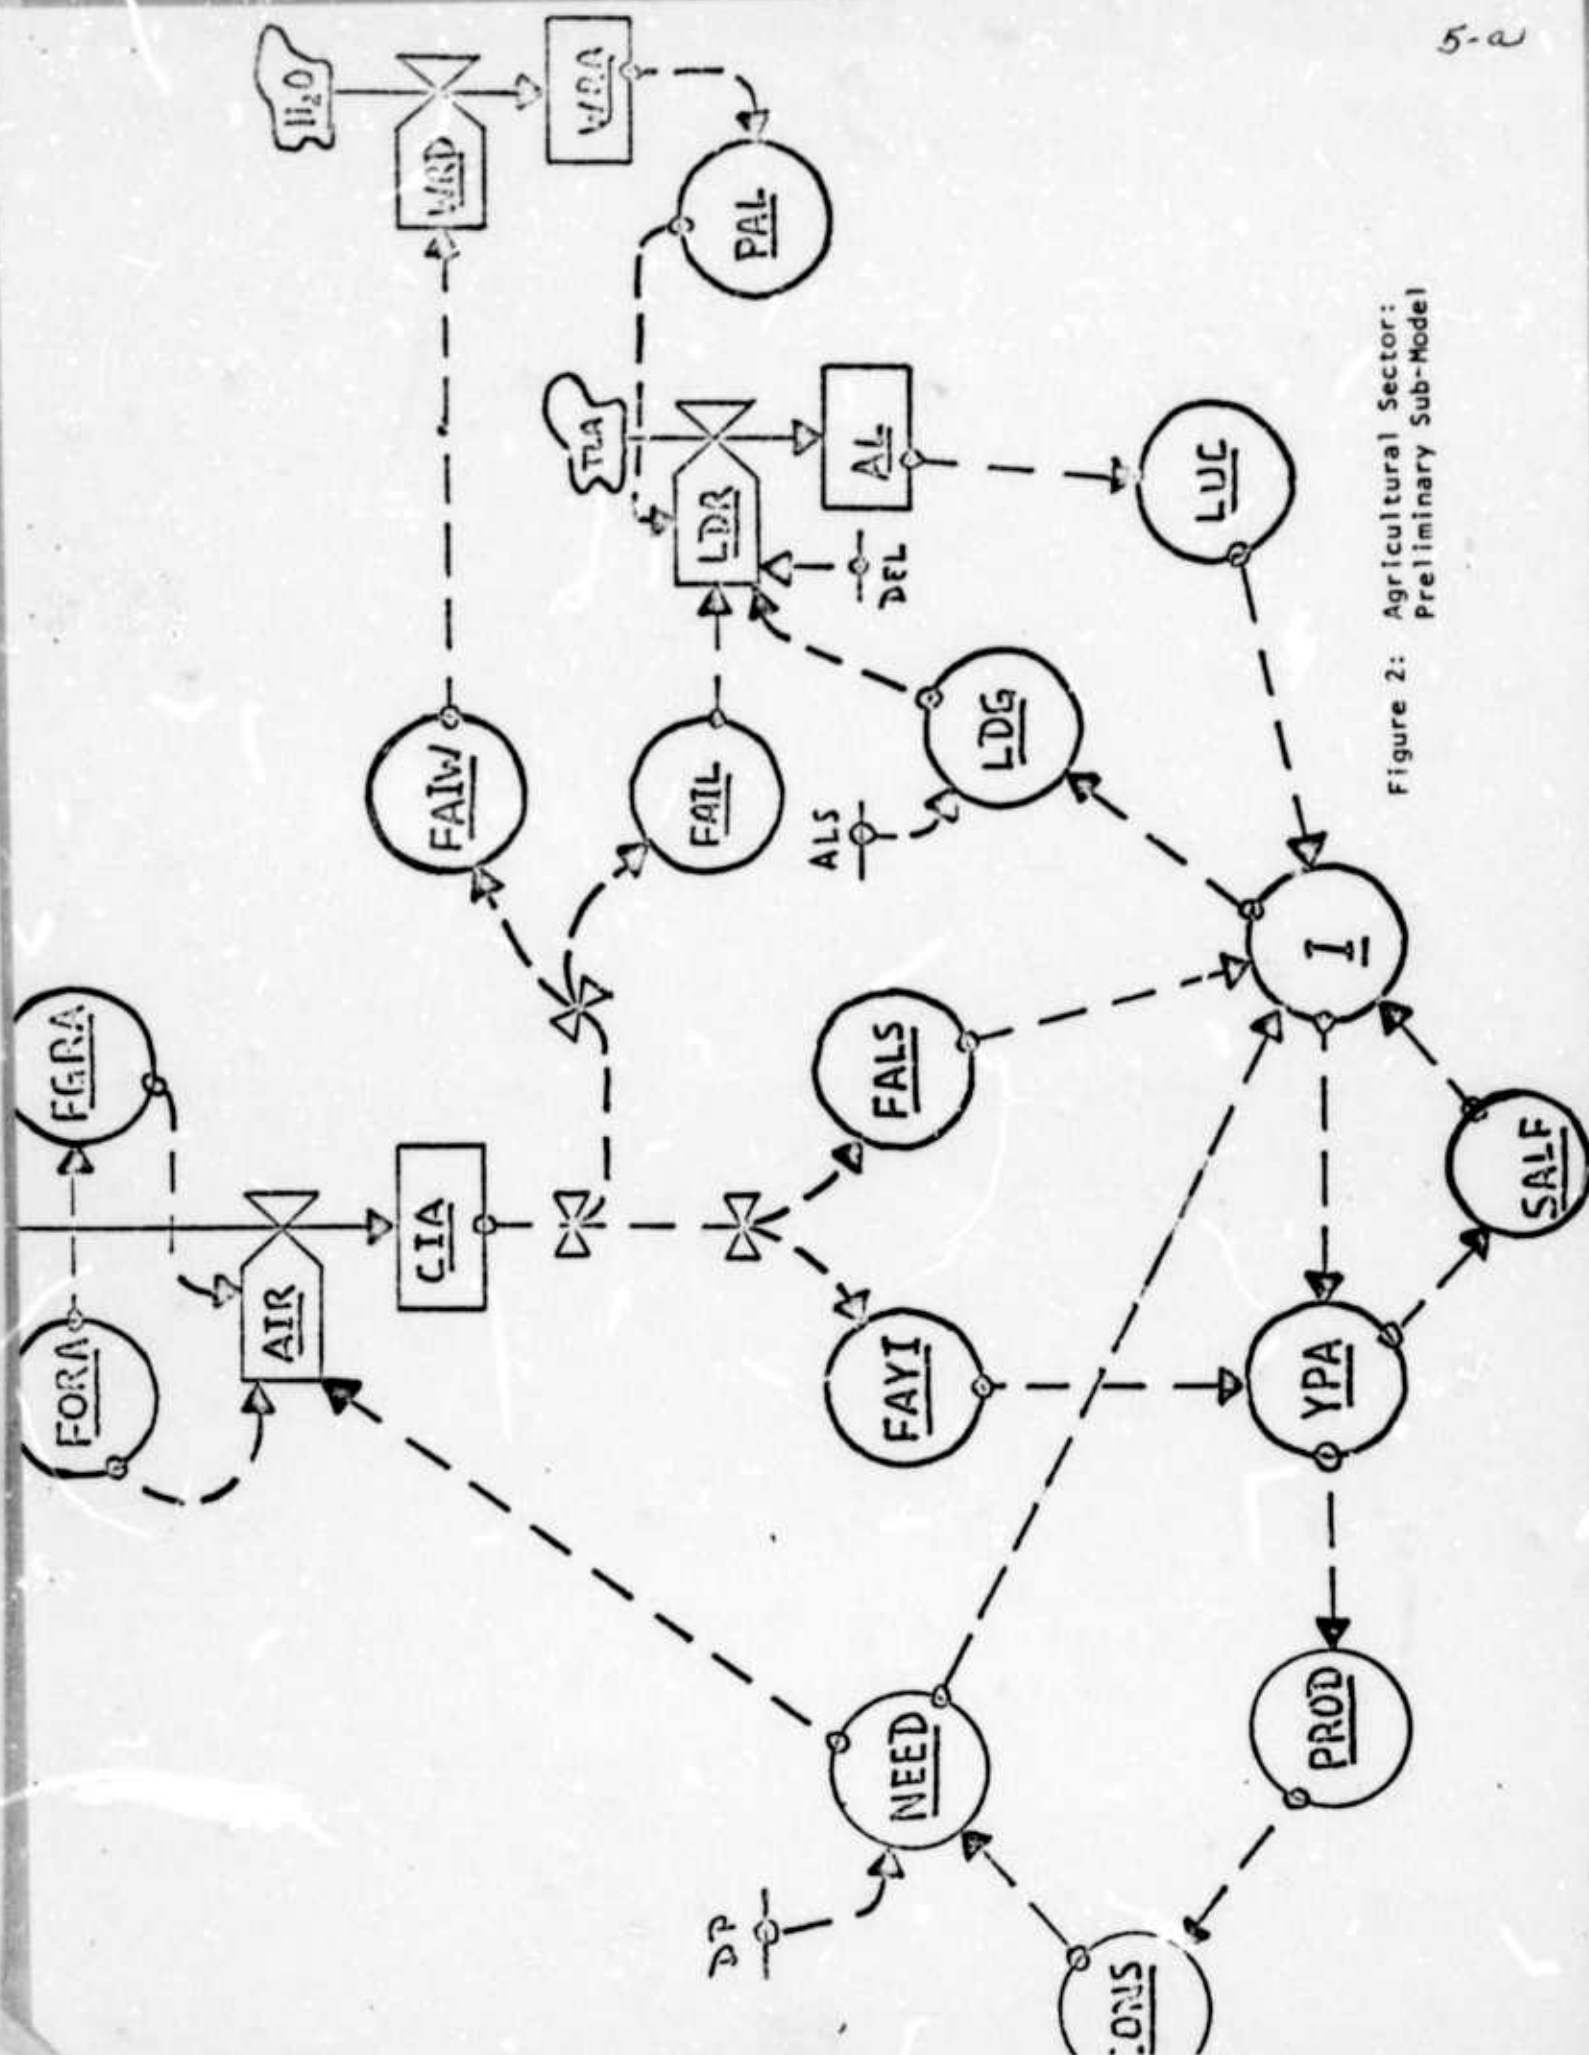 5-a
FORA
FGRA
AIR
CIA
FAIW
FAIL
WRP
H₂O
WRA
PAL
TLA
LDR
AL
DEL
ALS
LDG
LUC
FAYI
FALS
I
YPA
SALF
NEED
DP
PROD
CONS
Figure 2: Agricultural Sector:
Preliminary Sub-Model